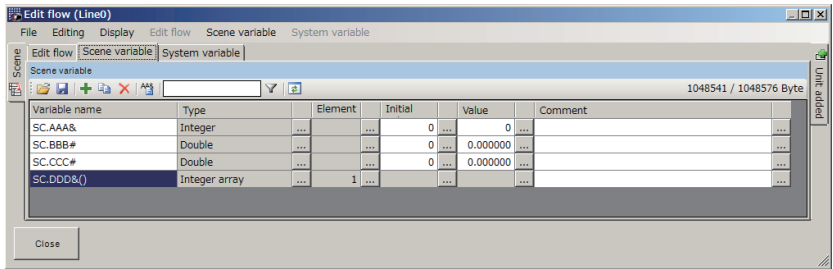 Edit flow (Line0)
File Editing Display Edit flow Scene variable System variable
Scene
Edit flow Scene variable System variable
Scene variable
1048541 / 1048576 Byte
Unit added
Variable name Type Element Initial Value Comment
SC.AAA& Integer ... ... 0 ... 0 ... ...
SC.BBB# Double ... ... 0 ... 0.000000 ... ...
SC.CCC# Double ... ... 0 ... 0.000000 ... ...
SC.DDD&() Integer array ... 1 ... ... ... ...
Close